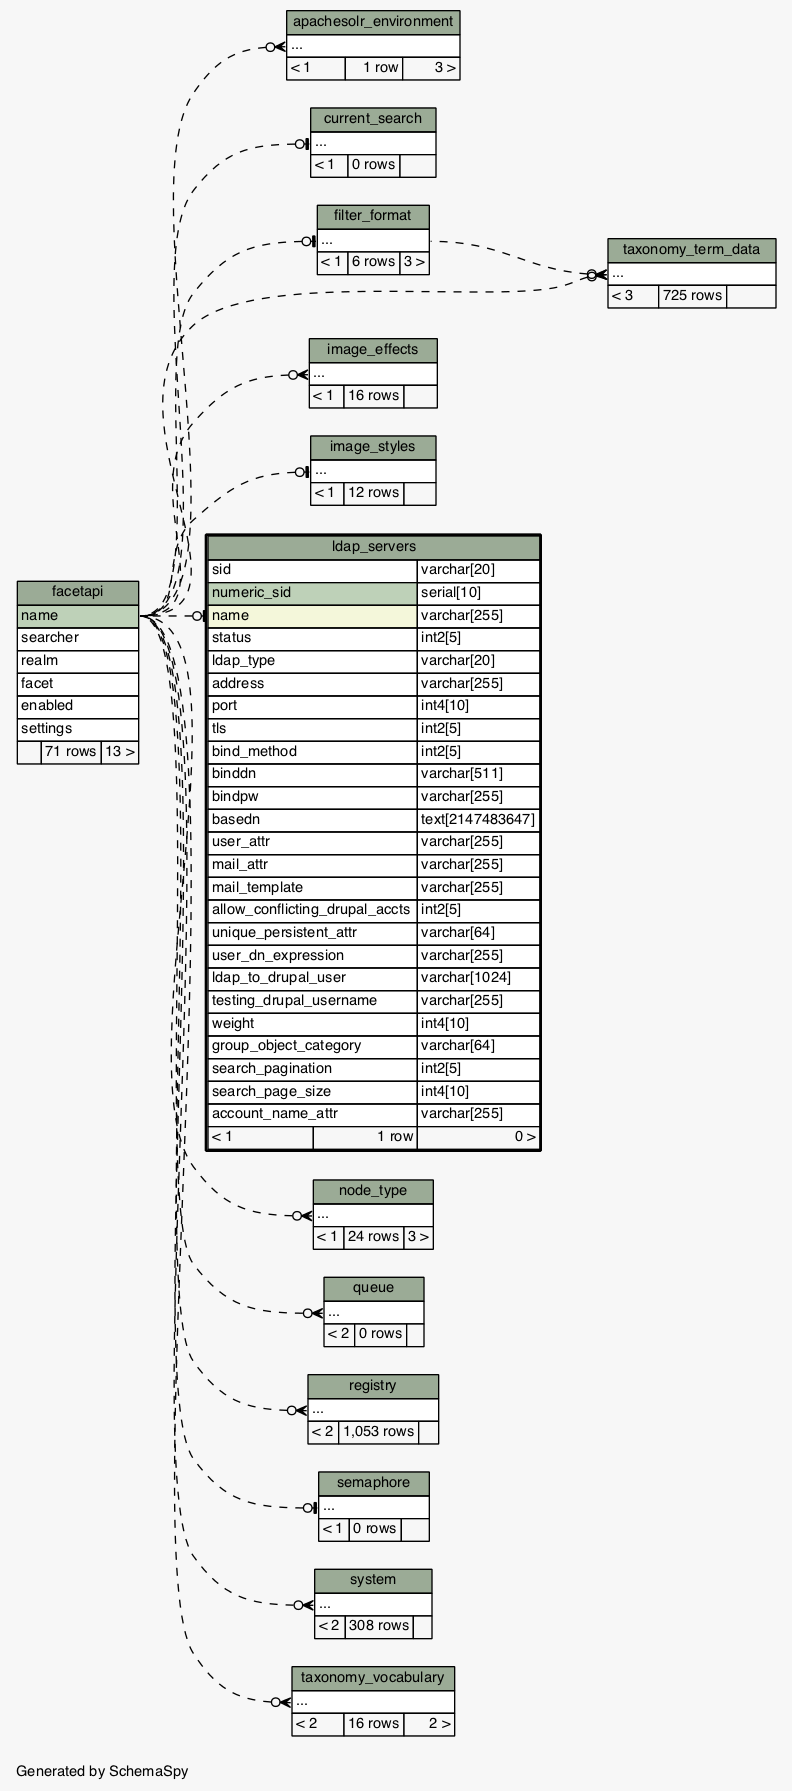 apachesolr_environment
...
< 1 1 row 3 >
current_search
...
< 1 0 rows
filter_format
...
< 1 6 rows 3 >
taxonomy_term_data
...
< 3 725 rows
image_effects
...
< 1 16 rows
image_styles
...
< 1 12 rows
facetapi
name
searcher
realm
facet
enabled
settings
71 rows 13 >
ldap_servers
sid varchar[20]
numeric_sid serial[10]
name varchar[255]
status int2[5]
ldap_type varchar[20]
address varchar[255]
port int4[10]
tls int2[5]
bind_method int2[5]
binddn varchar[511]
bindpw varchar[255]
basedn text[2147483647]
user_attr varchar[255]
mail_attr varchar[255]
mail_template varchar[255]
allow_conflicting_drupal_accts int2[5]
unique_persistent_attr varchar[64]
user_dn_expression varchar[255]
ldap_to_drupal_user varchar[1024]
testing_drupal_username varchar[255]
weight int4[10]
group_object_category varchar[64]
search_pagination int2[5]
search_page_size int4[10]
account_name_attr varchar[255]
< 1 1 row 0 >
node_type
...
< 1 24 rows 3 >
queue
...
< 2 0 rows
registry
...
< 2 1,053 rows
semaphore
...
< 1 0 rows
system
...
< 2 308 rows
taxonomy_vocabulary
...
< 2 16 rows 2 >
Generated by SchemaSpy